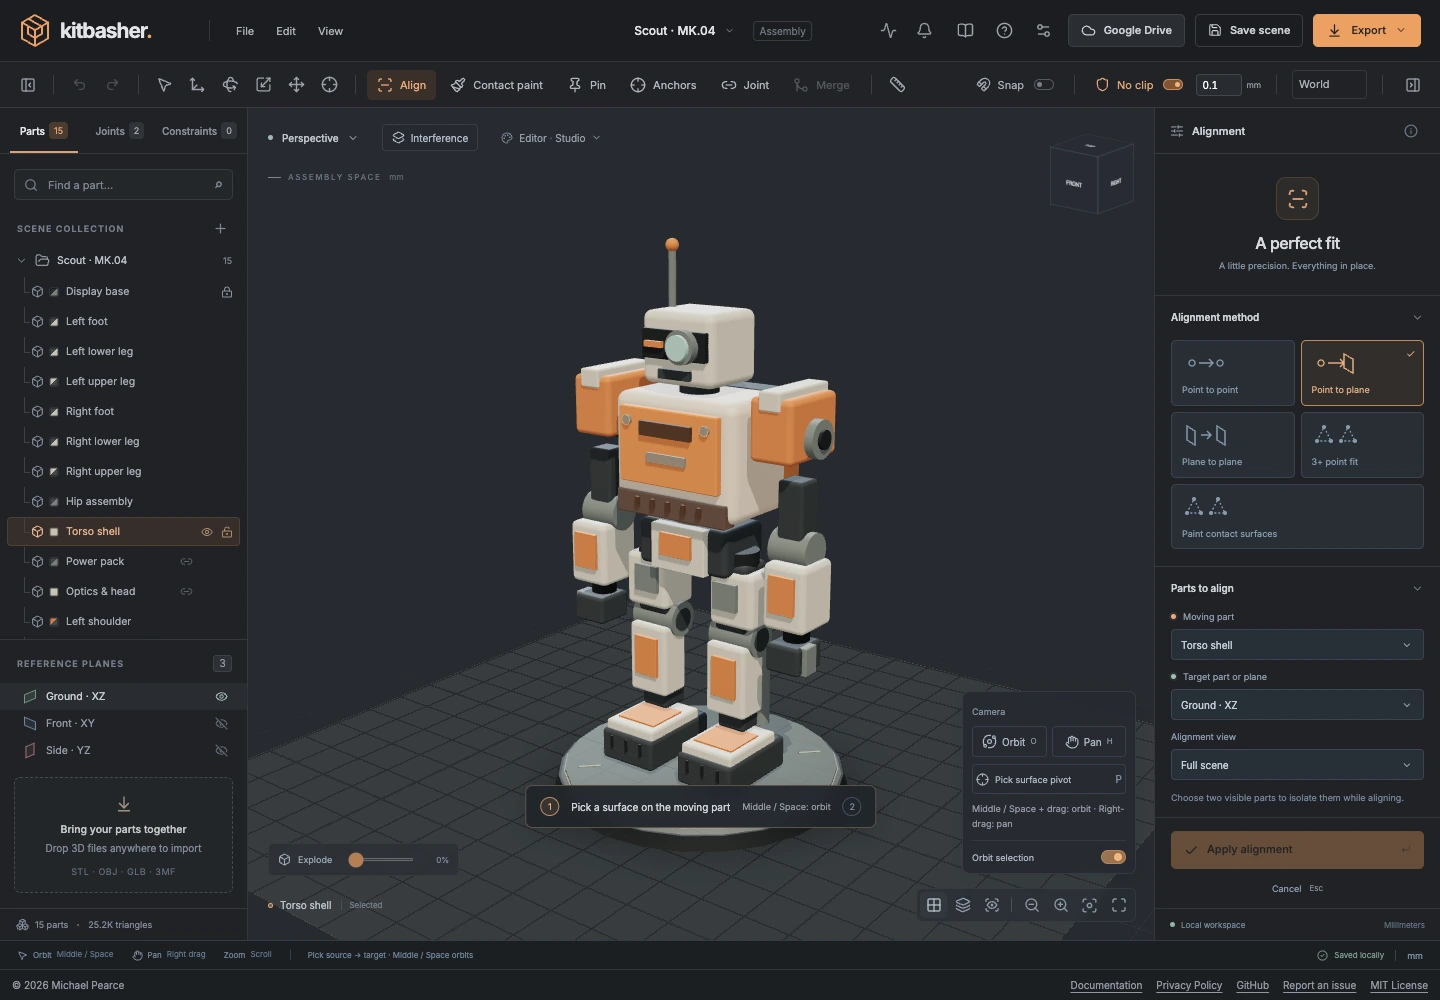 kitbasher.
File Edit View
Scout · MK.04 Assembly
Google Drive Save scene Export
Align Contact paint Pin Anchors Joint Merge
Snap No clip 0.1 mm World
Parts 15 Joints 2 Constraints 0
Find a part...
SCENE COLLECTION
Scout · MK.04 15
Display base
Left foot
Left lower leg
Left upper leg
Right foot
Right lower leg
Right upper leg
Hip assembly
Torso shell
Power pack
Optics & head
Left shoulder
REFERENCE PLANES 3
Ground · XZ
Front · XY
Side · YZ
Bring your parts together
Drop 3D files anywhere to import
STL · OBJ · GLB · 3MF
15 parts · 25.2K triangles
Perspective Interference Editor · Studio
ASSEMBLY SPACE mm
FRONT RIGHT
1 Pick a surface on the moving part Middle / Space: orbit 2
Explode 0%
Torso shell Selected
Camera
Orbit O Pan H
Pick surface pivot P
Middle / Space + drag: orbit · Right-
drag: pan
Orbit selection
Alignment
A perfect fit
A little precision. Everything in place.
Alignment method
Point to point Point to plane
Plane to plane 3+ point fit
Paint contact surfaces
Parts to align
Moving part
Torso shell
Target part or plane
Ground · XZ
Alignment view
Full scene
Choose two visible parts to isolate them while aligning.
Apply alignment
Cancel Esc
Local workspace Millimeters
Orbit Middle / Space Pan Right drag Zoom Scroll Pick source → target · Middle / Space orbits
Saved locally mm
© 2026 Michael Pearce
Documentation Privacy Policy GitHub Report an issue MIT License